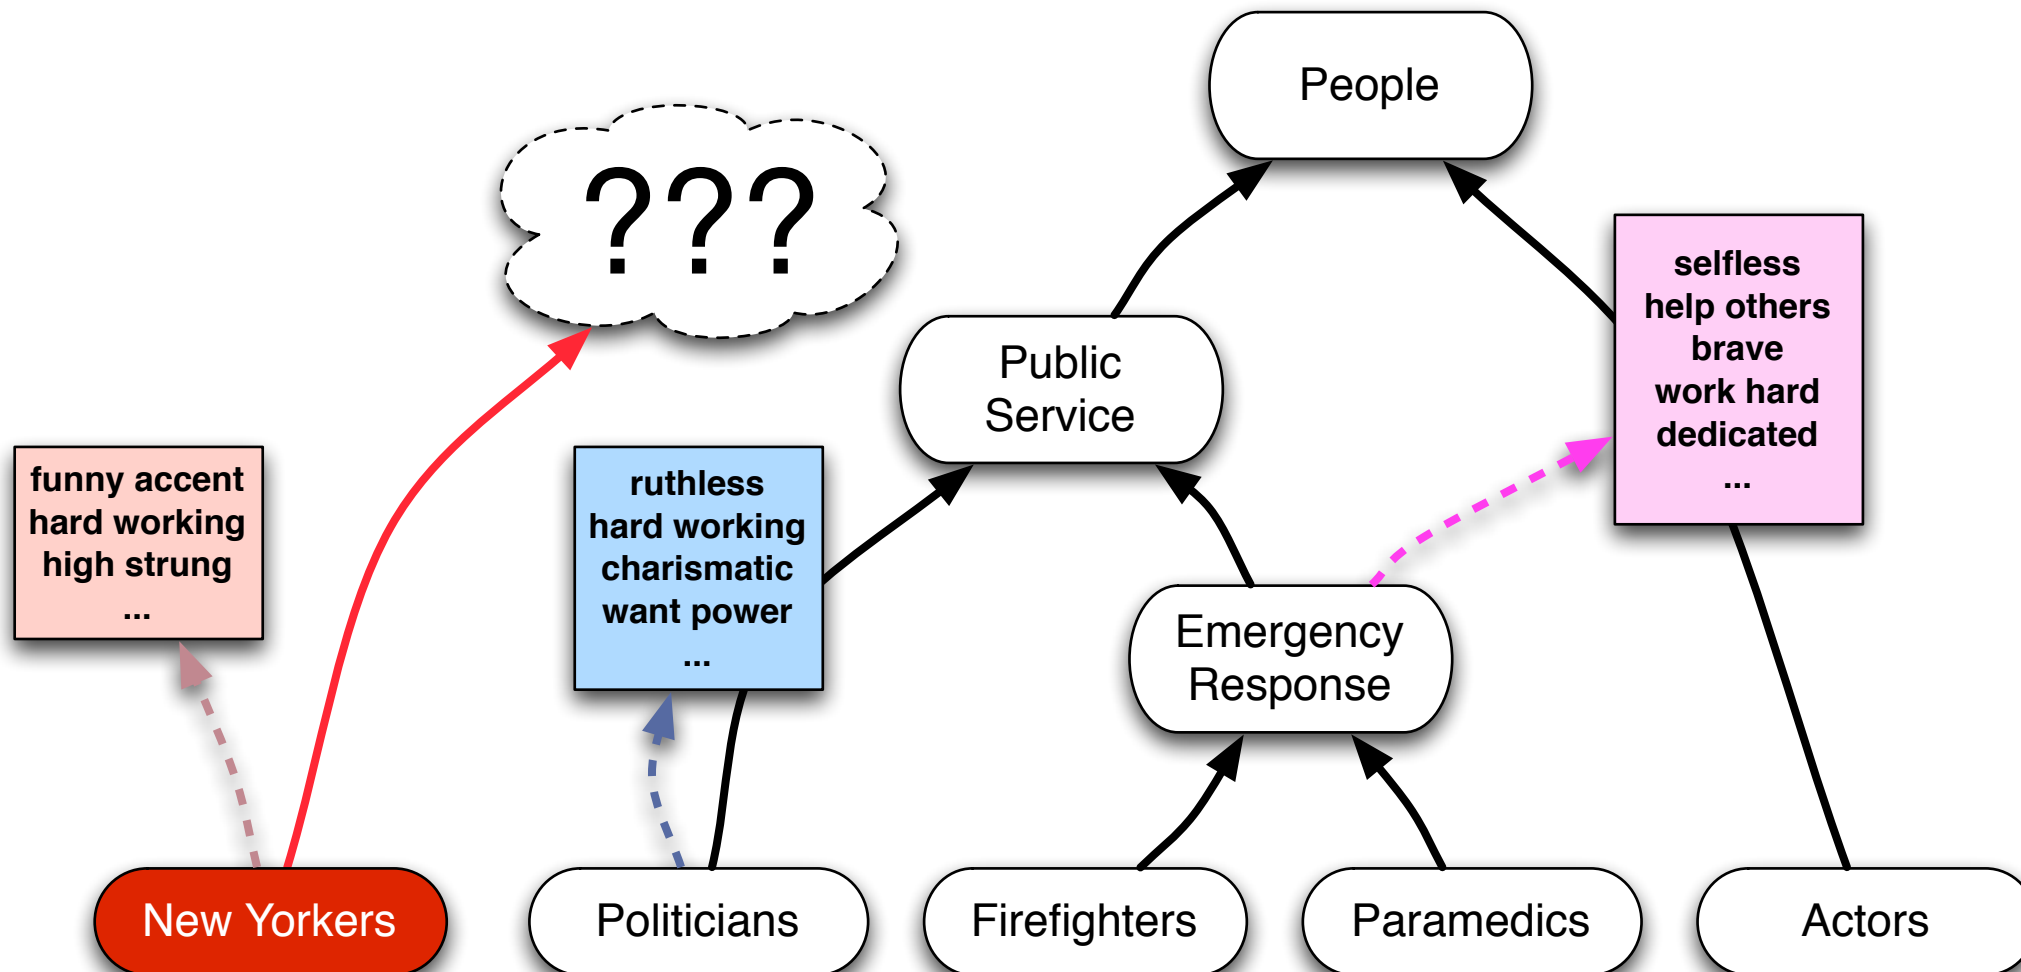 People
???
selfless
help others
brave
work hard
dedicated
...
Public
Service
funny accent
hard working
high strung
...
ruthless
hard working
charismatic
want power
...
Emergency
Response
New Yorkers
Politicians
Firefighters
Paramedics
Actors